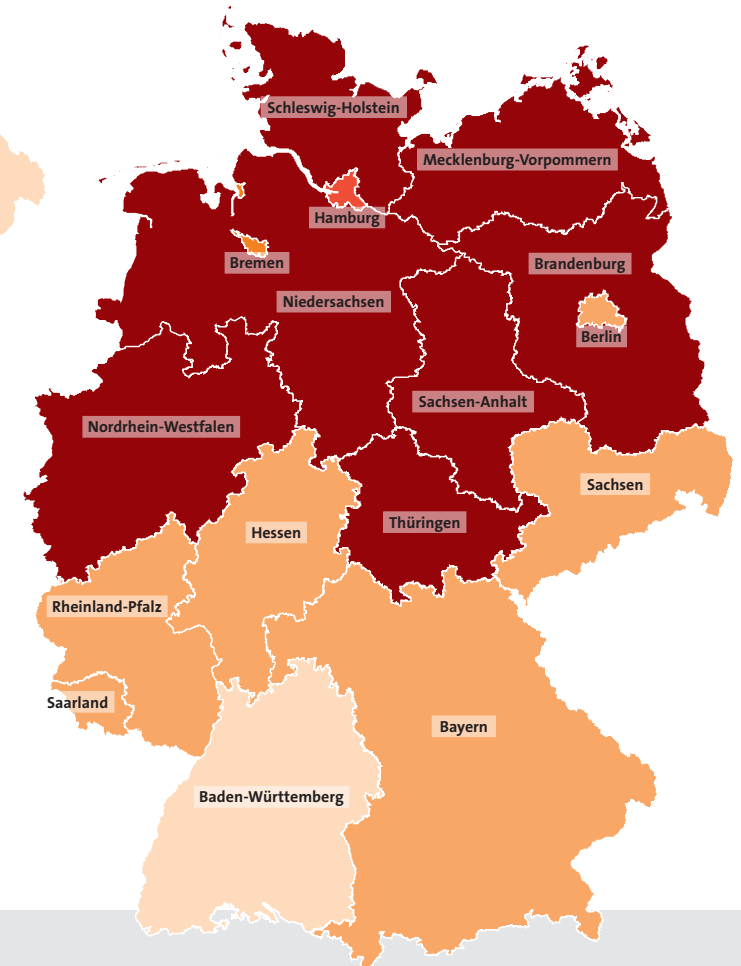 Schleswig-Holstein
Mecklenburg-Vorpommern
Hamburg
Bremen
Brandenburg
Niedersachsen
Berlin
Sachsen-Anhalt
Nordrhein-Westfalen
Sachsen
Thüringen
Hessen
Rheinland-Pfalz
Saarland
Bayern
Baden-Württemberg